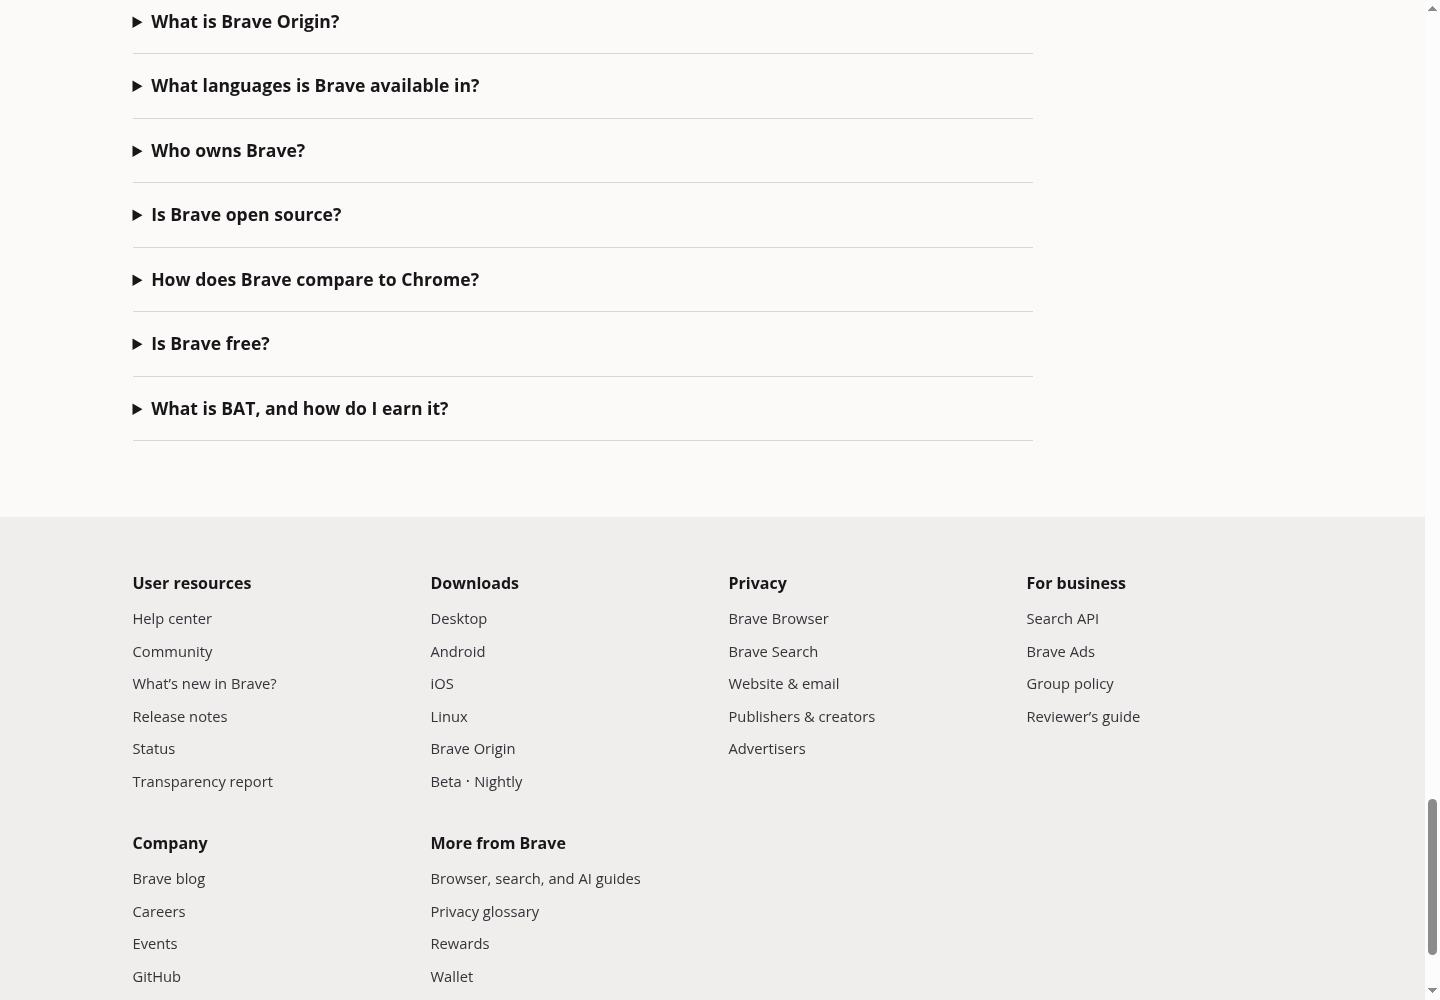 What is Brave Origin?
What languages is Brave available in?
Who owns Brave?
Is Brave open source?
How does Brave compare to Chrome?
Is Brave free?
What is BAT, and how do I earn it?
User resources
Help center
Community
What’s new in Brave?
Release notes
Status
Transparency report
Downloads
Desktop
Android
iOS
Linux
Brave Origin
Beta · Nightly
Privacy
Brave Browser
Brave Search
Website & email
Publishers & creators
Advertisers
For business
Search API
Brave Ads
Group policy
Reviewer’s guide
Company
Brave blog
Careers
Events
GitHub
More from Brave
Browser, search, and AI guides
Privacy glossary
Rewards
Wallet